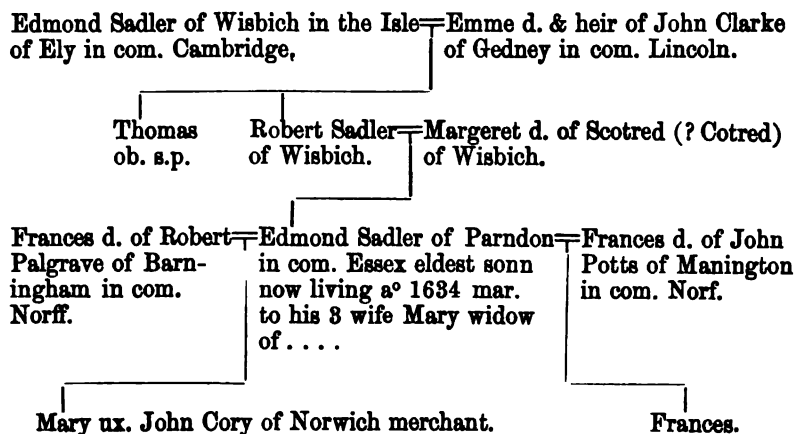 Edmond Sadler of Wisbich in the Isle
of Ely in com. Cambridge,
Emme d. & heir of John Clarke
of Gedney in com. Lincoln.
Thomas
ob. s.p.
Robert Sadler
of Wisbich.
Margeret d. of Scotred (? Cotred)
of Wisbich.
Frances d. of Robert
Palgrave of Barn-
ingham in com.
Norff.
Edmond Sadler of Parndon
in com. Essex eldest sonn
now living aº 1634 mar.
to his 3 wife Mary widow
of . . . .
Frances d. of John
Potts of Manington
in com. Norf.
Mary ux. John Cory of Norwich merchant.
Frances.